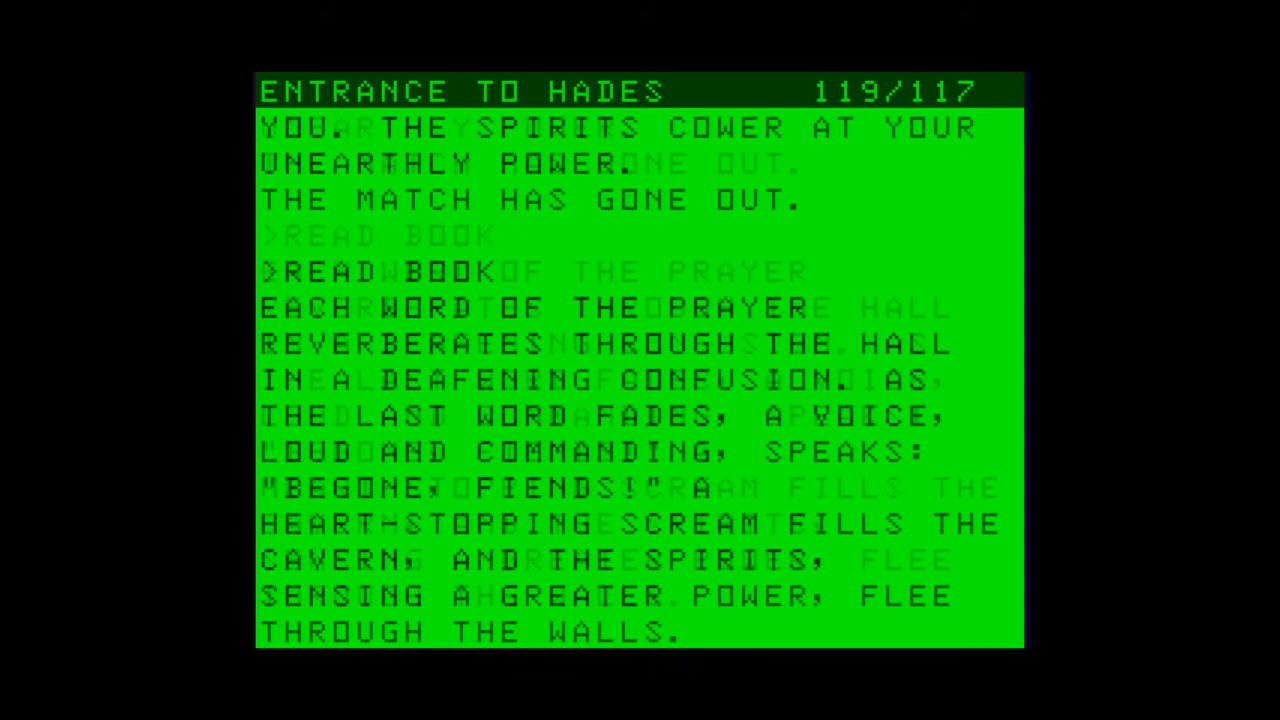 ENTRANCE TO HADES 119/117
YOU. THE SPIRITS COWER AT YOUR
UNEARTHLY POWER.
THE MATCH HAS GONE OUT.
>READ BOOK
EACH WORD OF THE PRAYER
REVERBERATES THROUGH THE HALL
IN A DEAFENING CONFUSION. AS
THE LAST WORD FADES, A VOICE,
LOUD AND COMMANDING, SPEAKS:
"BEGONE, FIENDS!" A
HEART-STOPPING SCREAM FILLS THE
CAVERN, AND THE SPIRITS,
SENSING A GREATER POWER, FLEE
THROUGH THE WALLS.